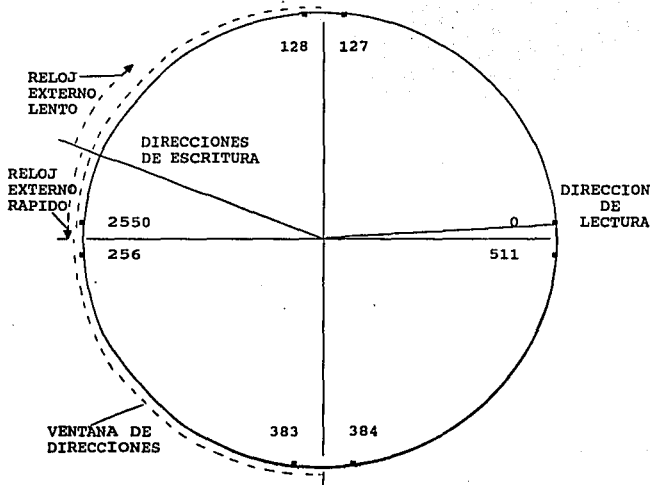 128 127
RELOJ
EXTERNO
LENTO
DIRECCIONES
DE ESCRITURA
RELOJ
EXTERNO
RAPIDO
DIRECCION
DE
LECTURA
2550 0
256 511
383 384
VENTANA DE
DIRECCIONES